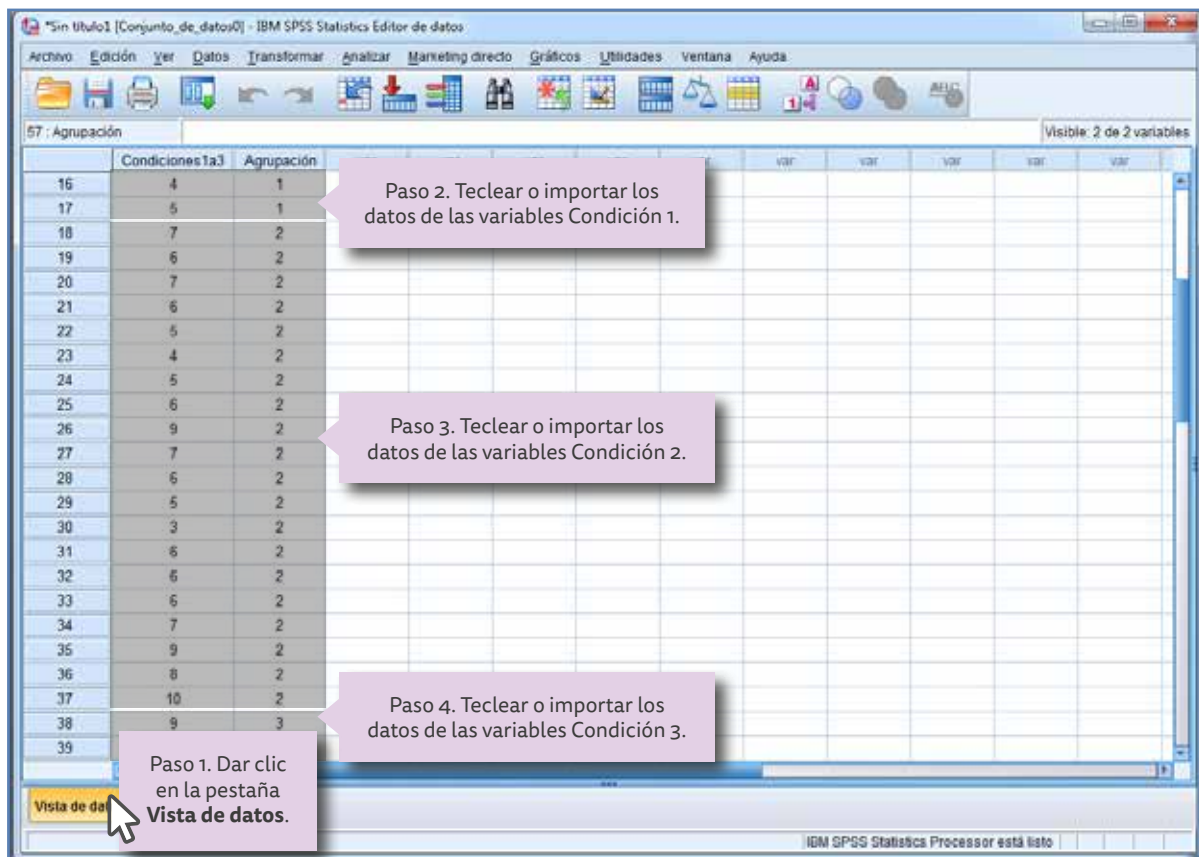 *Sin título1 [Conjunto_de_datos0] - IBM SPSS Statistics Editor de datos
Archivo Edición Ver Datos Transformar Analizar Marketing directo Gráficos Utilidades Ventana Ayuda
57 : Agrupación
Visible: 2 de 2 variables
Condiciones1a3 Agrupación var var var var var
16 4 1
17 5 1
Paso 2. Teclear o importar los
datos de las variables Condición 1.
18 7 2
19 6 2
20 7 2
21 6 2
22 5 2
23 4 2
24 5 2
25 6 2
26 9 2
27 7 2
Paso 3. Teclear o importar los
datos de las variables Condición 2.
28 6 2
29 5 2
30 3 2
31 6 2
32 6 2
33 6 2
34 7 2
35 9 2
36 8 2
37 10 2
38 9 3
Paso 4. Teclear o importar los
datos de las variables Condición 3.
39
Paso 1. Dar clic
en la pestaña
Vista de datos.
Vista de dat
IBM SPSS Statistics Processor está listo